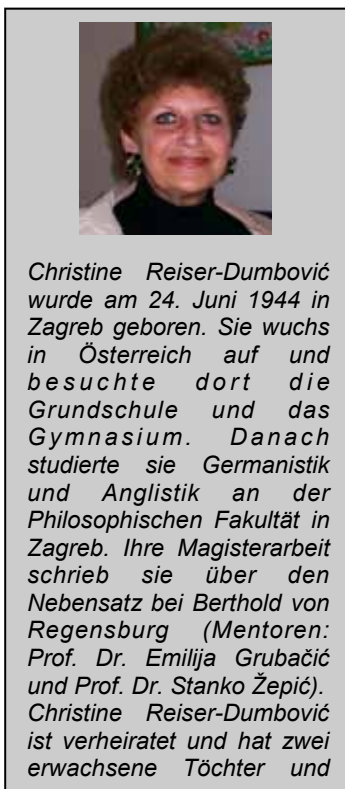 Christine Reiser-Dumbović
wurde am 24. Juni 1944 in
Zagreb geboren. Sie wuchs
in Österreich auf und
besuchte dort die
Grundschule und das
Gymnasium. Danach
studierte sie Germanistik
und Anglistik an der
Philosophischen Fakultät in
Zagreb. Ihre Magisterarbeit
schrieb sie über den
Nebensatz bei Berthold von
Regensburg (Mentoren:
Prof. Dr. Emilija Grubačić
und Prof. Dr. Stanko Žepić).
Christine Reiser-Dumbović
ist verheiratet und hat zwei
erwachsene Töchter und